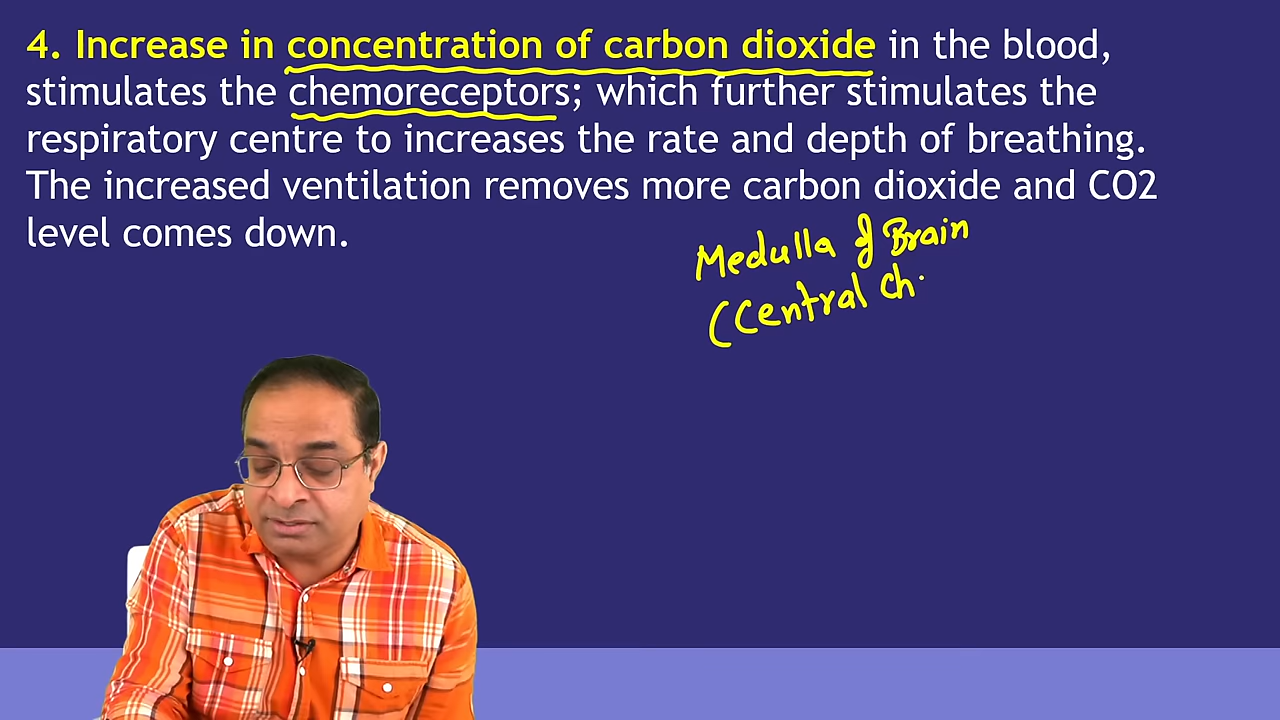 4. Increase in concentration of carbon dioxide in the blood,
stimulates the chemoreceptors; which further stimulates the
respiratory centre to increases the rate and depth of breathing.
The increased ventilation removes more carbon dioxide and CO2
level comes down.
Medulla of Brain
(Central Ch.